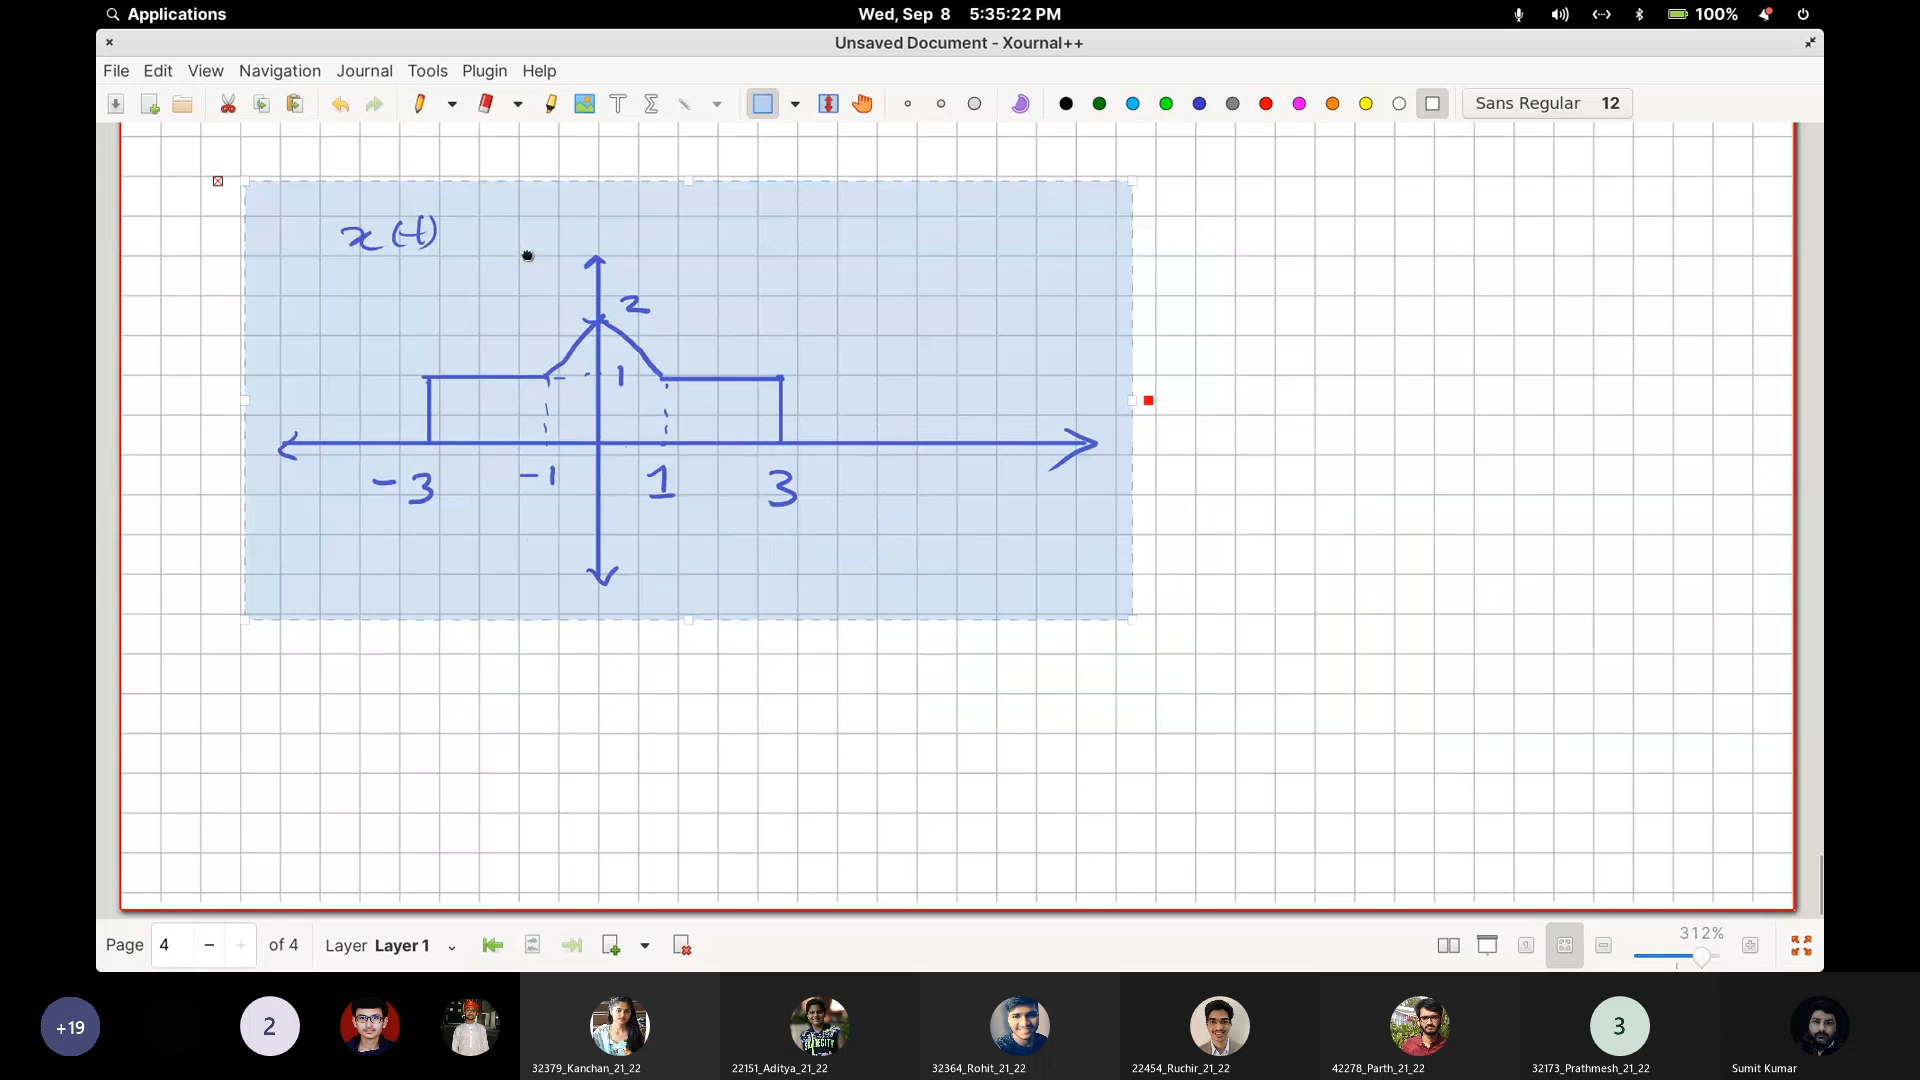 Applications
Wed, Sep 8 5:35:22 PM
100%
Unsaved Document - Xournal++
File Edit View Navigation Journal Tools Plugin Help
Sans Regular 12
x(t)
2
1
-3 -1 1 3
Page 4 of 4 Layer Layer 1
312%
+19
2
3
32379_Kanchan_21_22
22151_Aditya_21_22
32364_Rohit_21_22
22454_Ruchir_21_22
42278_Parth_21_22
32173_Prathmesh_21_22
Sumit Kumar